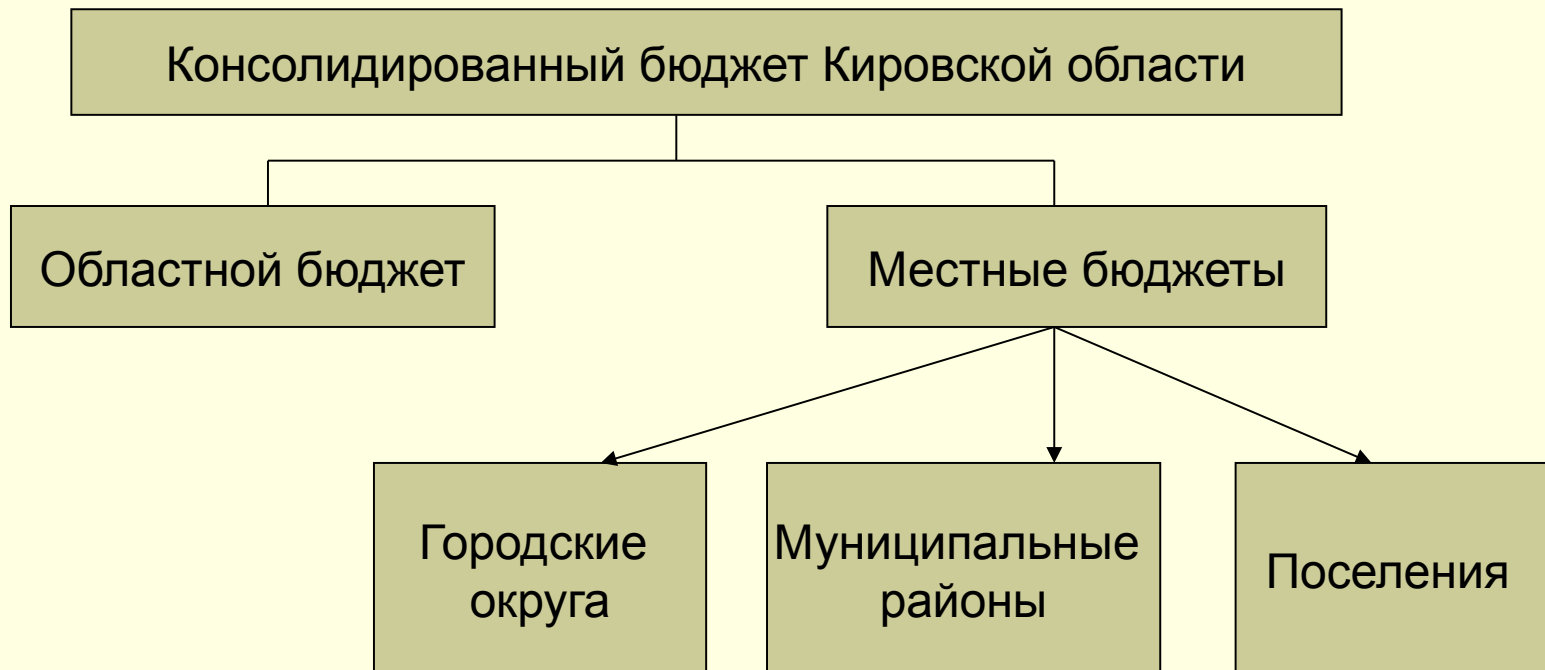 Консолидированный бюджет Кировской области
Областной бюджет
Местные бюджеты
Городские
округа
Муниципальные
районы
Поселения